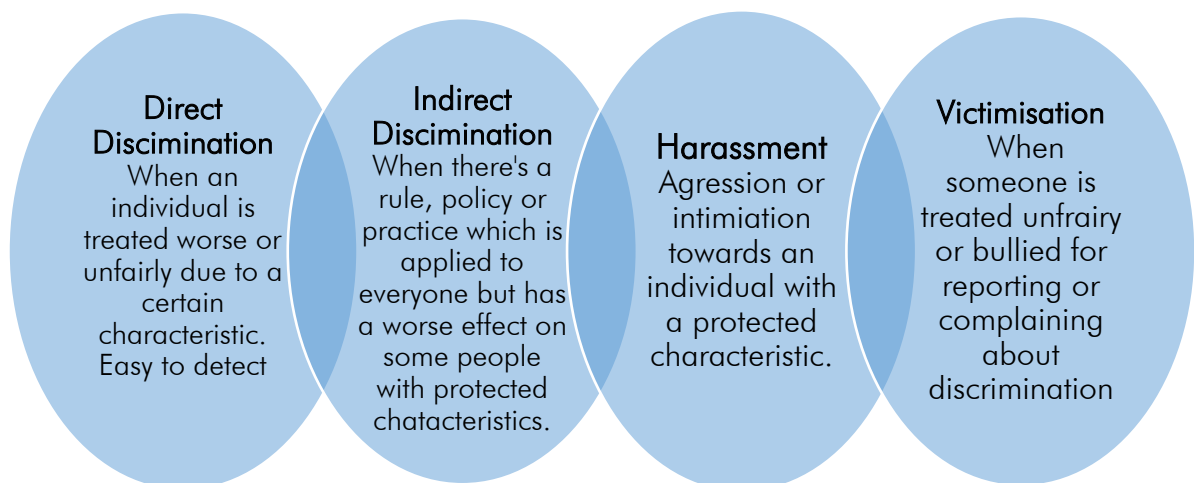 Direct
Discimination
When an
individual is
treated worse or
unfairly due to a
certain
characteristic.
Easy to detect
Indirect
Discimination
When there's a
rule, policy or
practice which is
applied to
everyone but has
a worse effect on
some people
with protected
chatacteristics.
Harassment
Agression or
intimiation
towards an
individual with
a protected
characteristic.
Victimisation
When
someone is
treated unfrairy
or bullied for
reporting or
complaining
about
discrimination